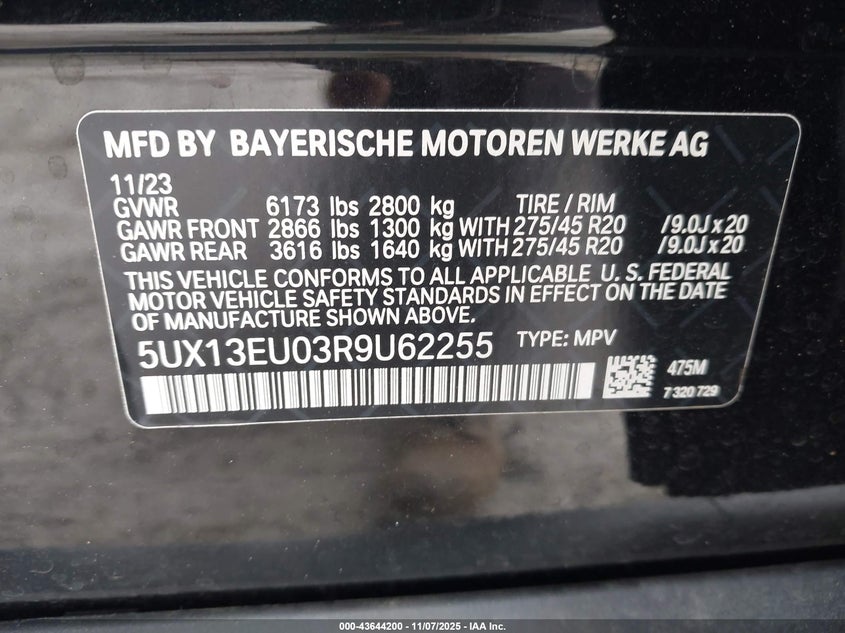 MFD BY BAYERISCHE MOTOREN WERKE AG
11/23
GVWR 6173 lbs 2800 kg TIRE / RIM
GAWR FRONT 2866 lbs 1300 kg WITH 275/45 R20 /9.0J x 20
GAWR REAR 3616 lbs 1640 kg WITH 275/45 R20 /9.0J x 20
THIS VEHICLE CONFORMS TO ALL APPLICABLE U. S. FEDERAL
MOTOR VEHICLE SAFETY STANDARDS IN EFFECT ON THE DATE
OF MANUFACTURE SHOWN ABOVE.
5UX13EU03R9U62255 TYPE: MPV
475M
7 320 729
000-43644200 - 11/07/2025 - IAA Inc.